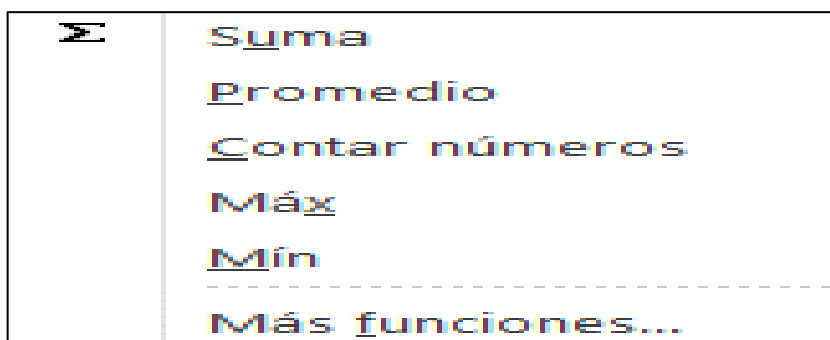 Σ Suma
Promedio
Contar números
Máx
Mín
Más funciones...